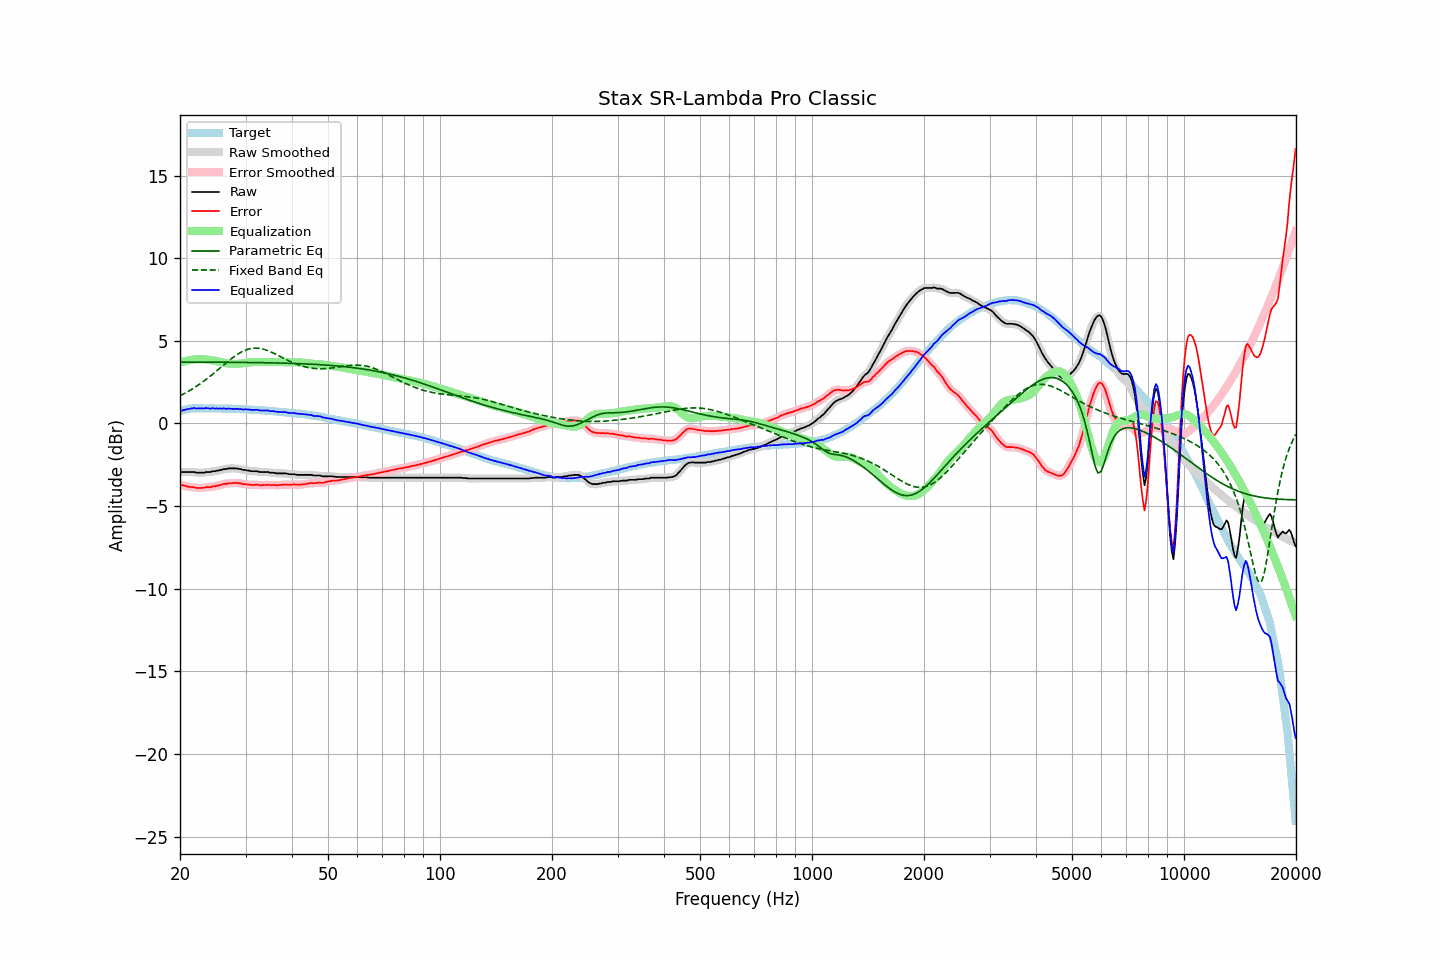 Stax SR-Lambda Pro Classic
Target
Raw Smoothed
Error Smoothed
Raw
Error
Equalization
Parametric Eq
Fixed Band Eq
Equalized
15
10
5
0
−5
−10
−15
−20
−25
Amplitude (dBr)
20
50
100
200
500
1000
2000
5000
10000
20000
Frequency (Hz)